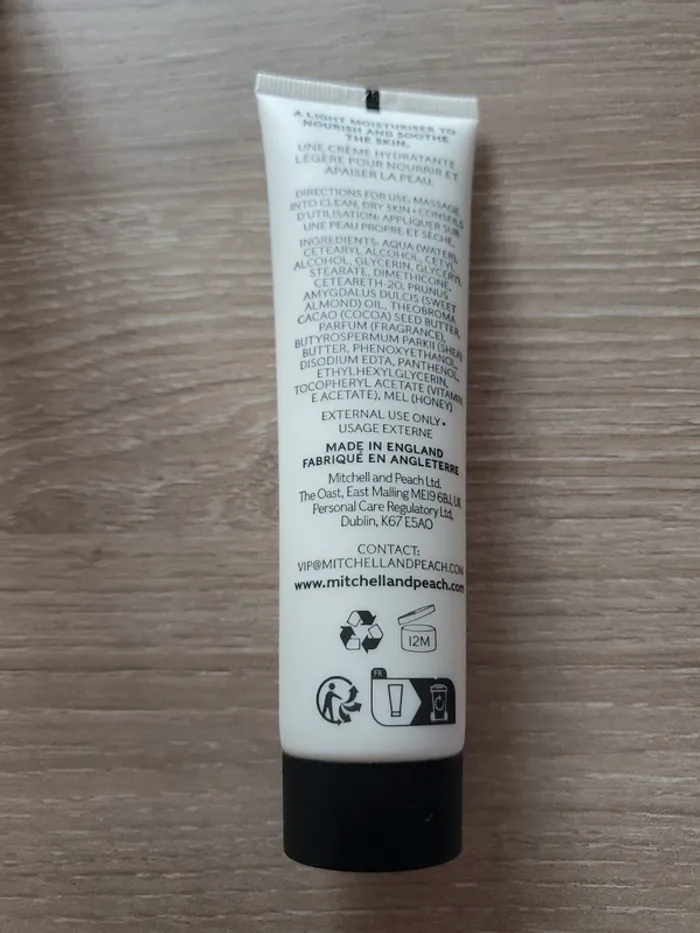 A LIGHT MOISTURISER TO
NOURISH AND SOOTHE
THE SKIN.
UNE CRÈME HYDRATANTE
LÉGÈRE POUR NOURRIR ET
APAISER LA PEAU.
DIRECTIONS FOR USE: MASSAGE
INTO CLEAN, DRY SKIN • CONSEILS
D'UTILISATION: APPLIQUER SUR
UNE PEAU PROPRE ET SÈCHE.
INGREDIENTS: AQUA (WATER),
CETEARYL ALCOHOL, CETYL
ALCOHOL, GLYCERIN, GLYCERYL
STEARATE, DIMETHICONE,
CETEARETH-20, PRUNUS
AMYGDALUS DULCIS (SWEET
ALMOND) OIL, THEOBROMA
CACAO (COCOA) SEED BUTTER,
PARFUM (FRAGRANCE),
BUTYROSPERMUM PARKII (SHEA)
BUTTER, PHENOXYETHANOL,
DISODIUM EDTA, PANTHENOL,
ETHYLHEXYLGLYCERIN,
TOCOPHERYL ACETATE (VITAMIN
E ACETATE), MEL (HONEY)
EXTERNAL USE ONLY •
USAGE EXTERNE
MADE IN ENGLAND
FABRIQUÉ EN ANGLETERRE
Mitchell and Peach Ltd.
The Oast, East Malling ME19 6BJ, UK
Personal Care Regulatory Ltd,
Dublin, K67 E5A0
CONTACT:
VIP@MITCHELLANDPEACH.COM
www.mitchellandpeach.com
12M
FR